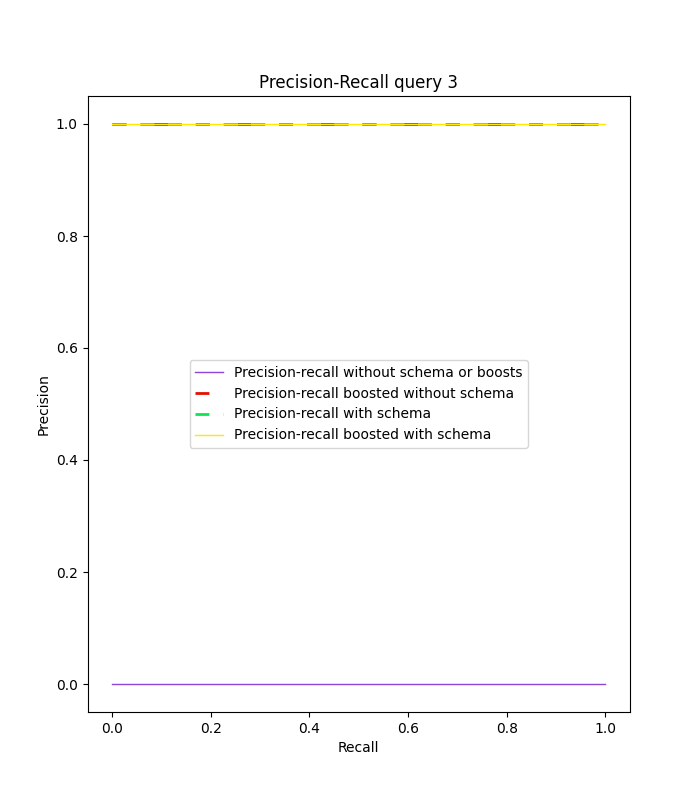 Precision-Recall query 3
1.0
0.8
0.6
0.4
0.2
0.0
Precision
Precision-recall without schema or boosts
Precision-recall boosted without schema
Precision-recall with schema
Precision-recall boosted with schema
0.0 0.2 0.4 0.6 0.8 1.0
Recall